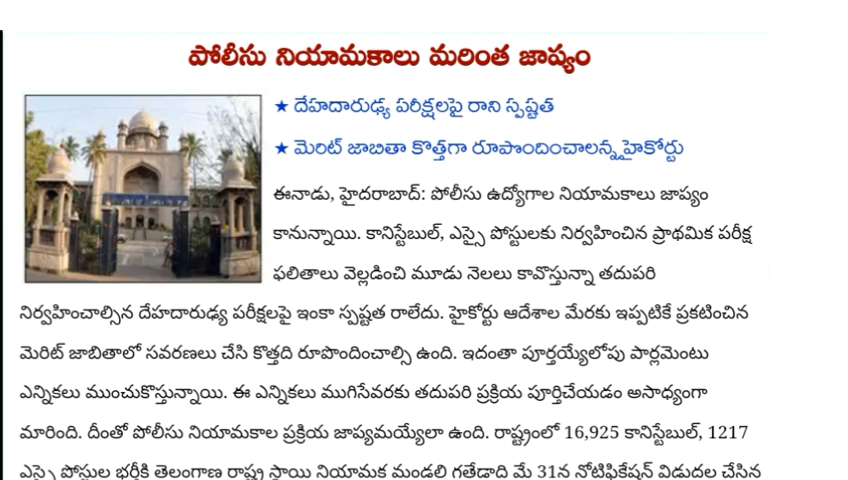 పోలీసు నియామకాలు మరింత జాప్యం
★ దేహదారుఢ్య పరీక్షలపై రాని స్పష్టత
★ మెరిట్ జాబితా కొత్తగా రూపొందించాలన్న హైకోర్టు
ఈనాడు, హైదరాబాద్: పోలీసు ఉద్యోగాల నియామకాలు జాప్యం
కానున్నాయి. కానిస్టేబుల్, ఎస్సై పోస్టులకు నిర్వహించిన ప్రాథమిక పరీక్ష
ఫలితాలు వెల్లడించి మూడు నెలలు కావొస్తున్నా తదుపరి
నిర్వహించాల్సిన దేహదారుఢ్య పరీక్షలపై ఇంకా స్పష్టత రాలేదు. హైకోర్టు ఆదేశాల మేరకు ఇప్పటికే ప్రకటించిన
మెరిట్ జాబితాలో సవరణలు చేసి కొత్తది రూపొందించాల్సి ఉంది. ఇదంతా పూర్తయ్యేలోపు పార్లమెంటు
ఎన్నికలు ముంచుకొస్తున్నాయి. ఈ ఎన్నికలు ముగిసేవరకు తదుపరి ప్రక్రియ పూర్తిచేయడం అసాధ్యంగా
మారింది. దీంతో పోలీసు నియామకాల ప్రక్రియ జాప్యమయ్యేలా ఉంది. రాష్ట్రంలో 16,925 కానిస్టేబుల్, 1217
ఎస్సై పోస్టుల భర్తీకి తెలంగాణ రాష్ట్ర స్థాయి నియామక మండలి గతేడాది మే 31న నోటిఫికేషన్ విడుదల చేసిన